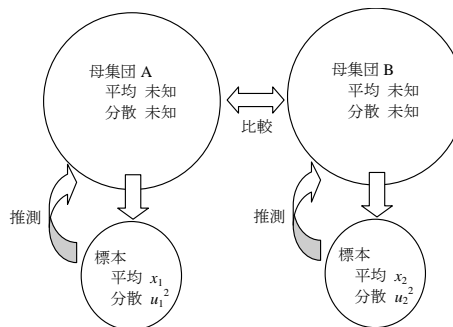 母集団 A
平均 未知
分散 未知
比較
母集団 B
平均 未知
分散 未知
推測
標本
平均 x₁
分散 u₁²
推測
標本
平均 x₂
分散 u₂²